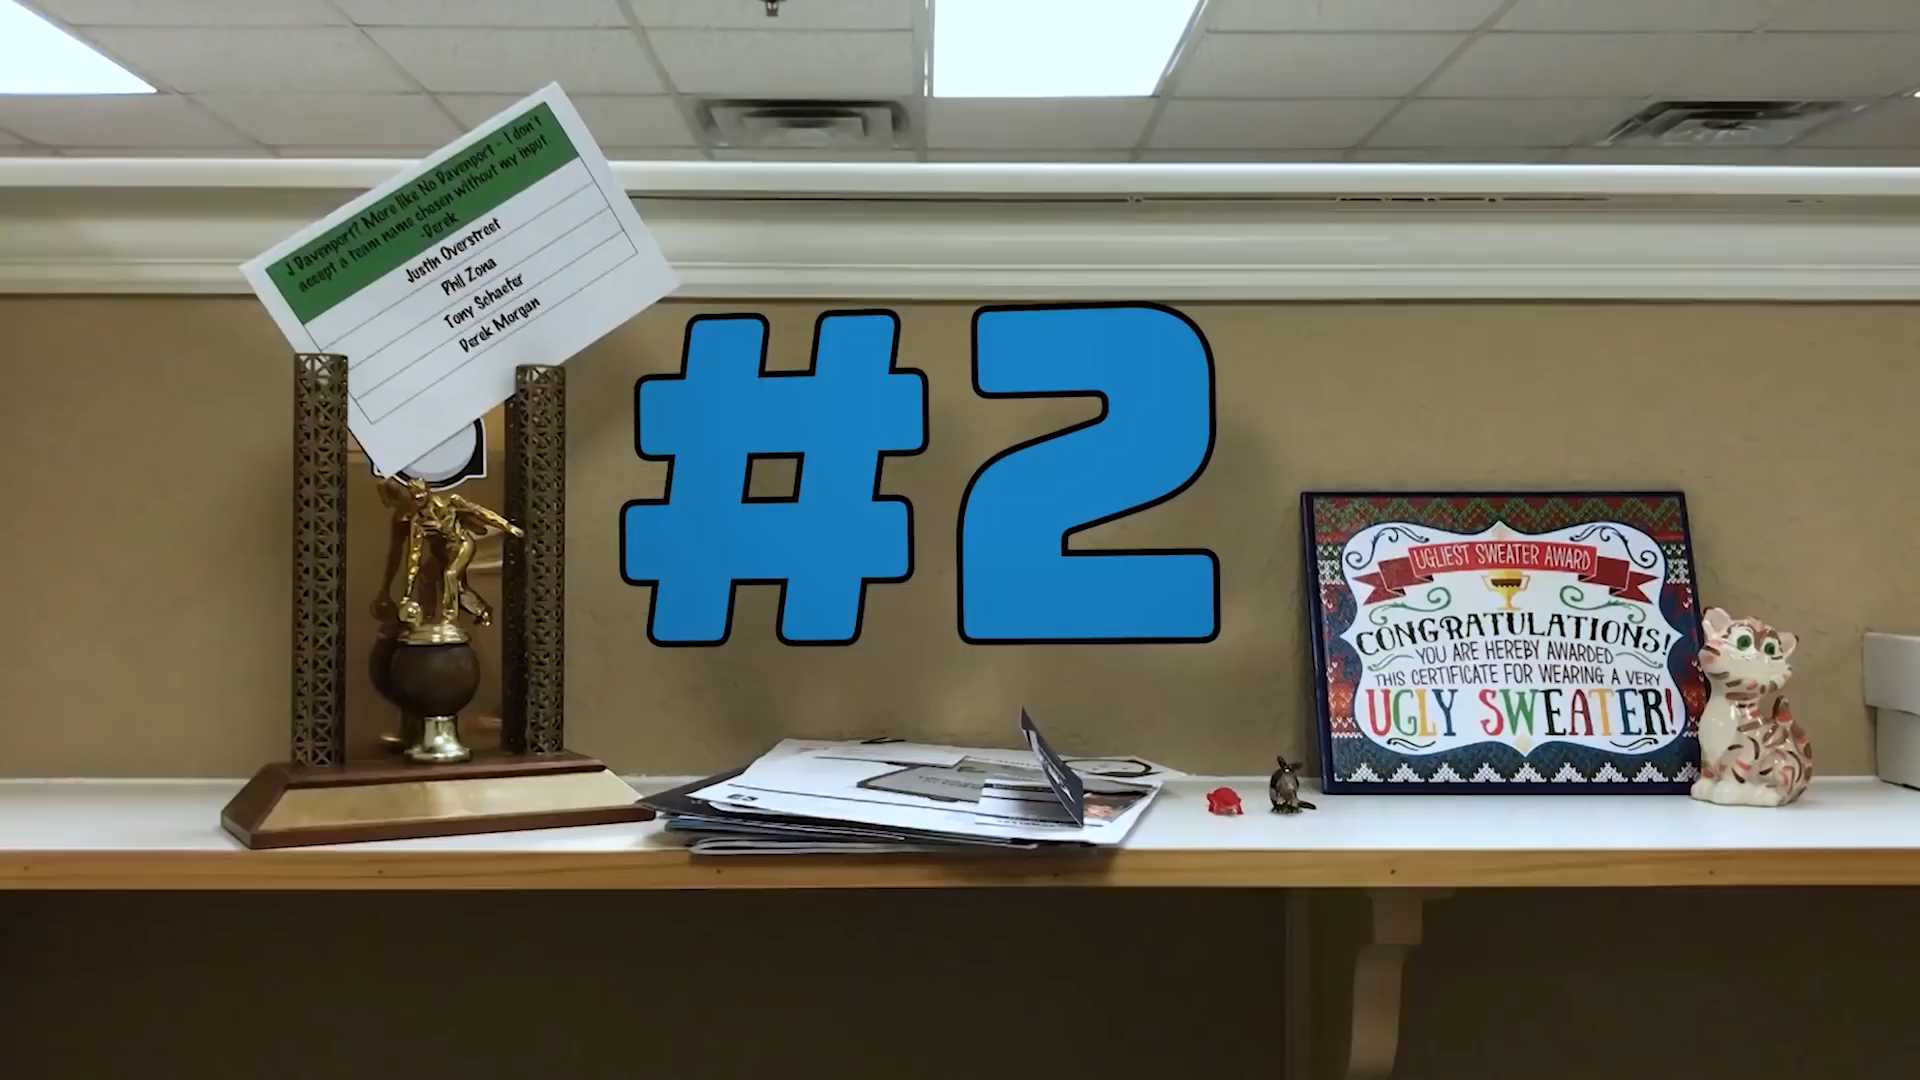 J Davenport? More like No Davenport - I don't
accept a team name chosen without my input.
-Derek
Justin Overstreet
Phil Zona
Tony Schaefer
Derek Morgan
#2
UGLIEST SWEATER AWARD
CONGRATULATIONS!
YOU ARE HEREBY AWARDED
THIS CERTIFICATE FOR WEARING A VERY
UGLY SWEATER!